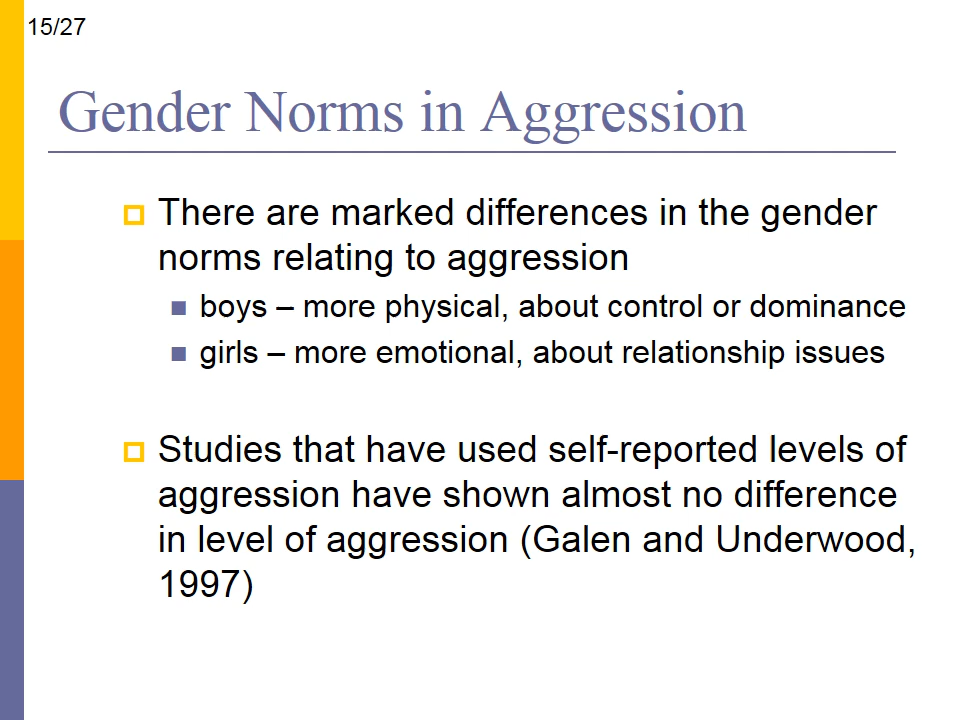 15/27
Gender Norms in Aggression
There are marked differences in the gender
norms relating to aggression
boys – more physical, about control or dominance
girls – more emotional, about relationship issues
Studies that have used self-reported levels of
aggression have shown almost no difference
in level of aggression (Galen and Underwood,
1997)